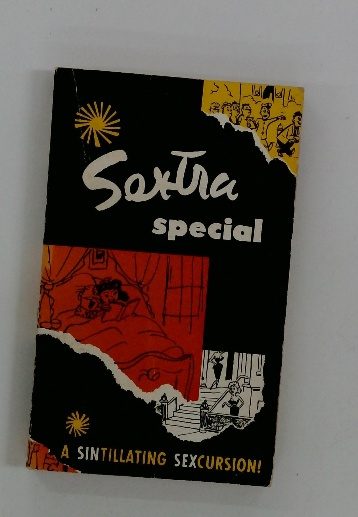 Sextra
special
A SINTILLATING SEXCURSION!